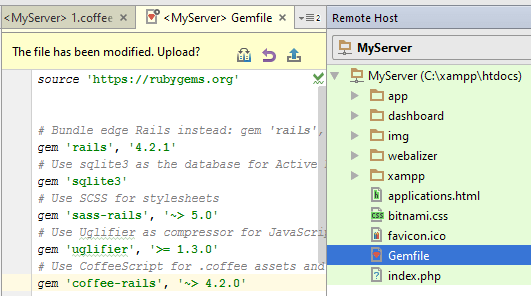 <MyServer> 1.coffee
<MyServer> Gemfile
2
The file has been modified. Upload?
source 'https://rubygems.org'
# Bundle edge Rails instead: gem 'rails',
gem 'rails', '4.2.1'
# Use sqlite3 as the database for Active
gem 'sqlite3'
# Use SCSS for stylesheets
gem 'sass-rails', '~> 5.0'
# Use Uglifier as compressor for JavaScrip
gem 'uglifier', '>= 1.3.0'
# Use CoffeeScript for .coffee assets and
gem 'coffee-rails', '~> 4.2.0'
Remote Host
MyServer
MyServer (C:\xampp\htdocs)
app
dashboard
img
webalizer
xampp
applications.html
bitnami.css
favicon.ico
Gemfile
index.php